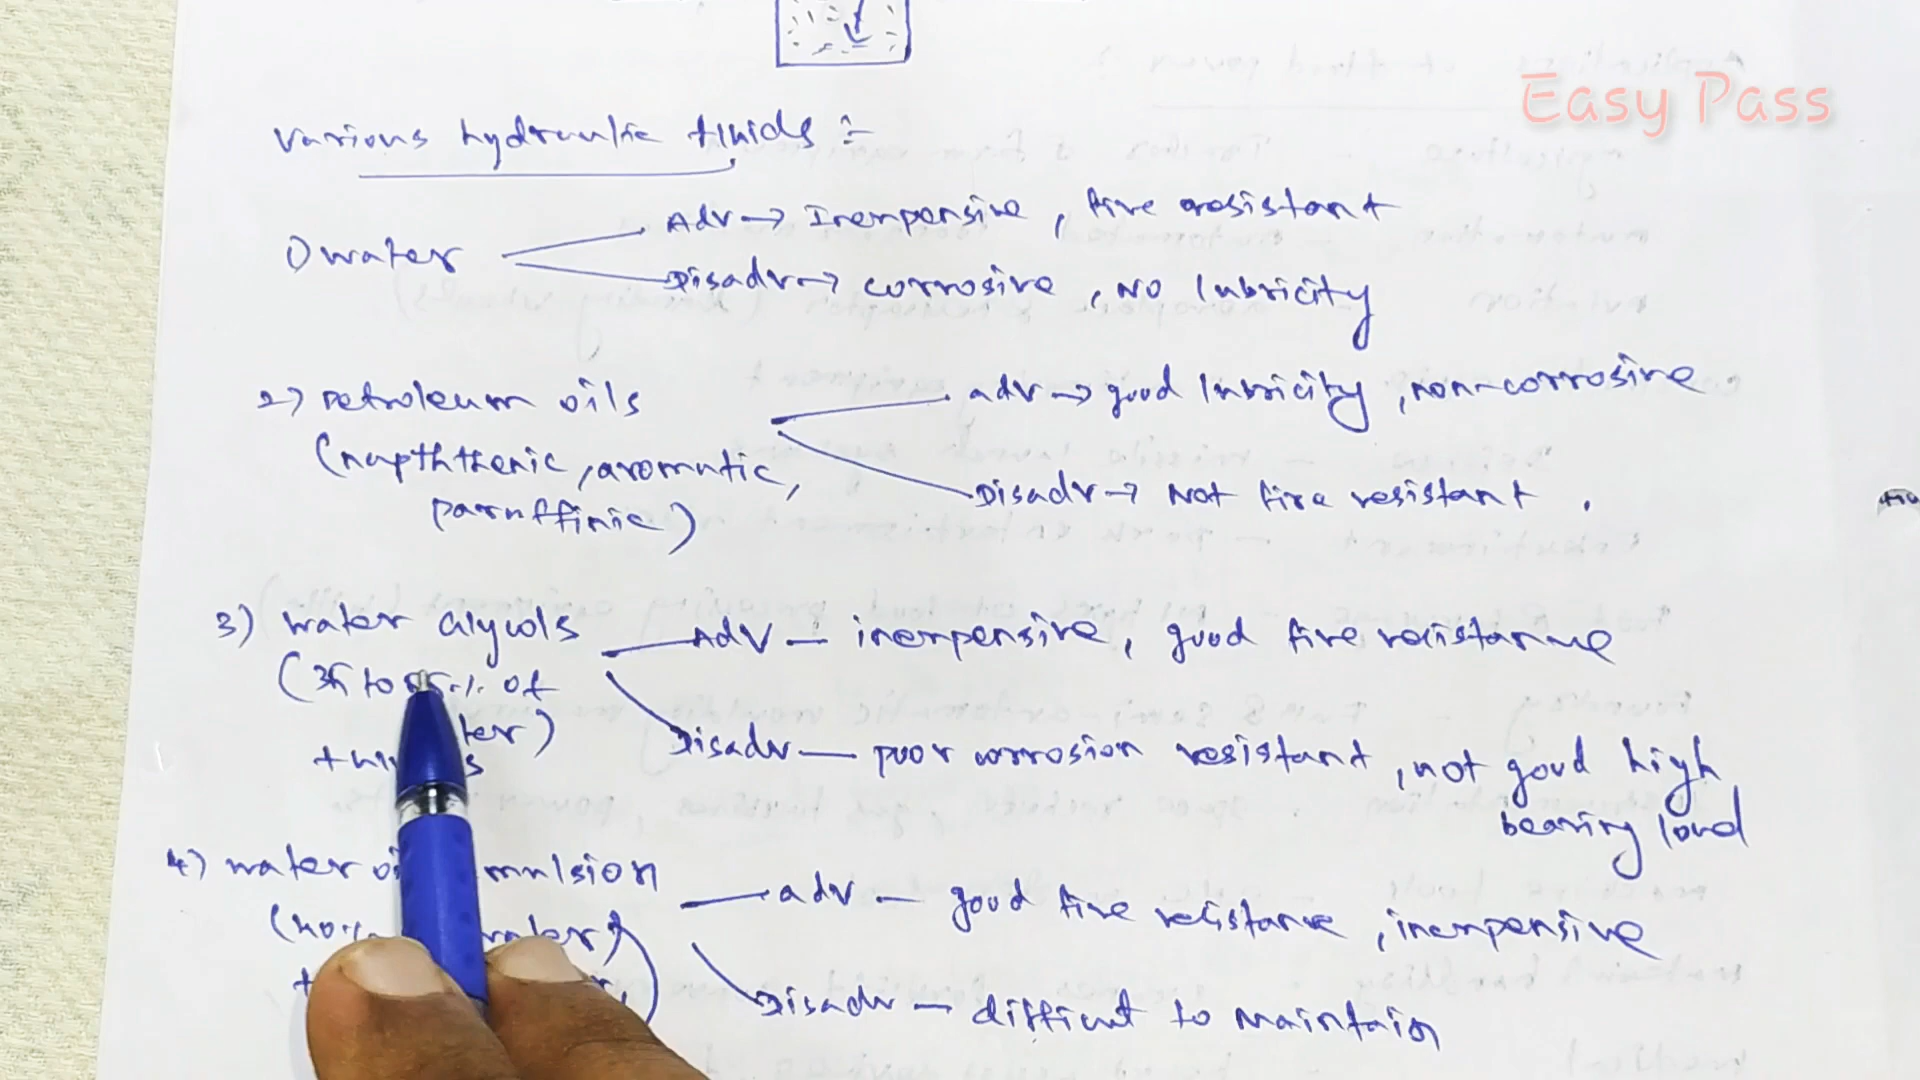 Easy Pass
various hydraulic fluids :-
1) water
Adv → Inexpensive, fire resistant
Disadv → corrosive, No lubricity
2) Petroleum oils
(napththenic, aromatic,
paraffinic)
adv → good lubricity, non-corrosive
Disadv → Not fire resistant.
3) water Glycols
(35 to of
Adv — inexpensive, good fire resistance
Disadv — poor corrosion resistant, not good high
bearing load
4) water
adv — good fire resistance, inexpensive
Disadv — difficult to maintain